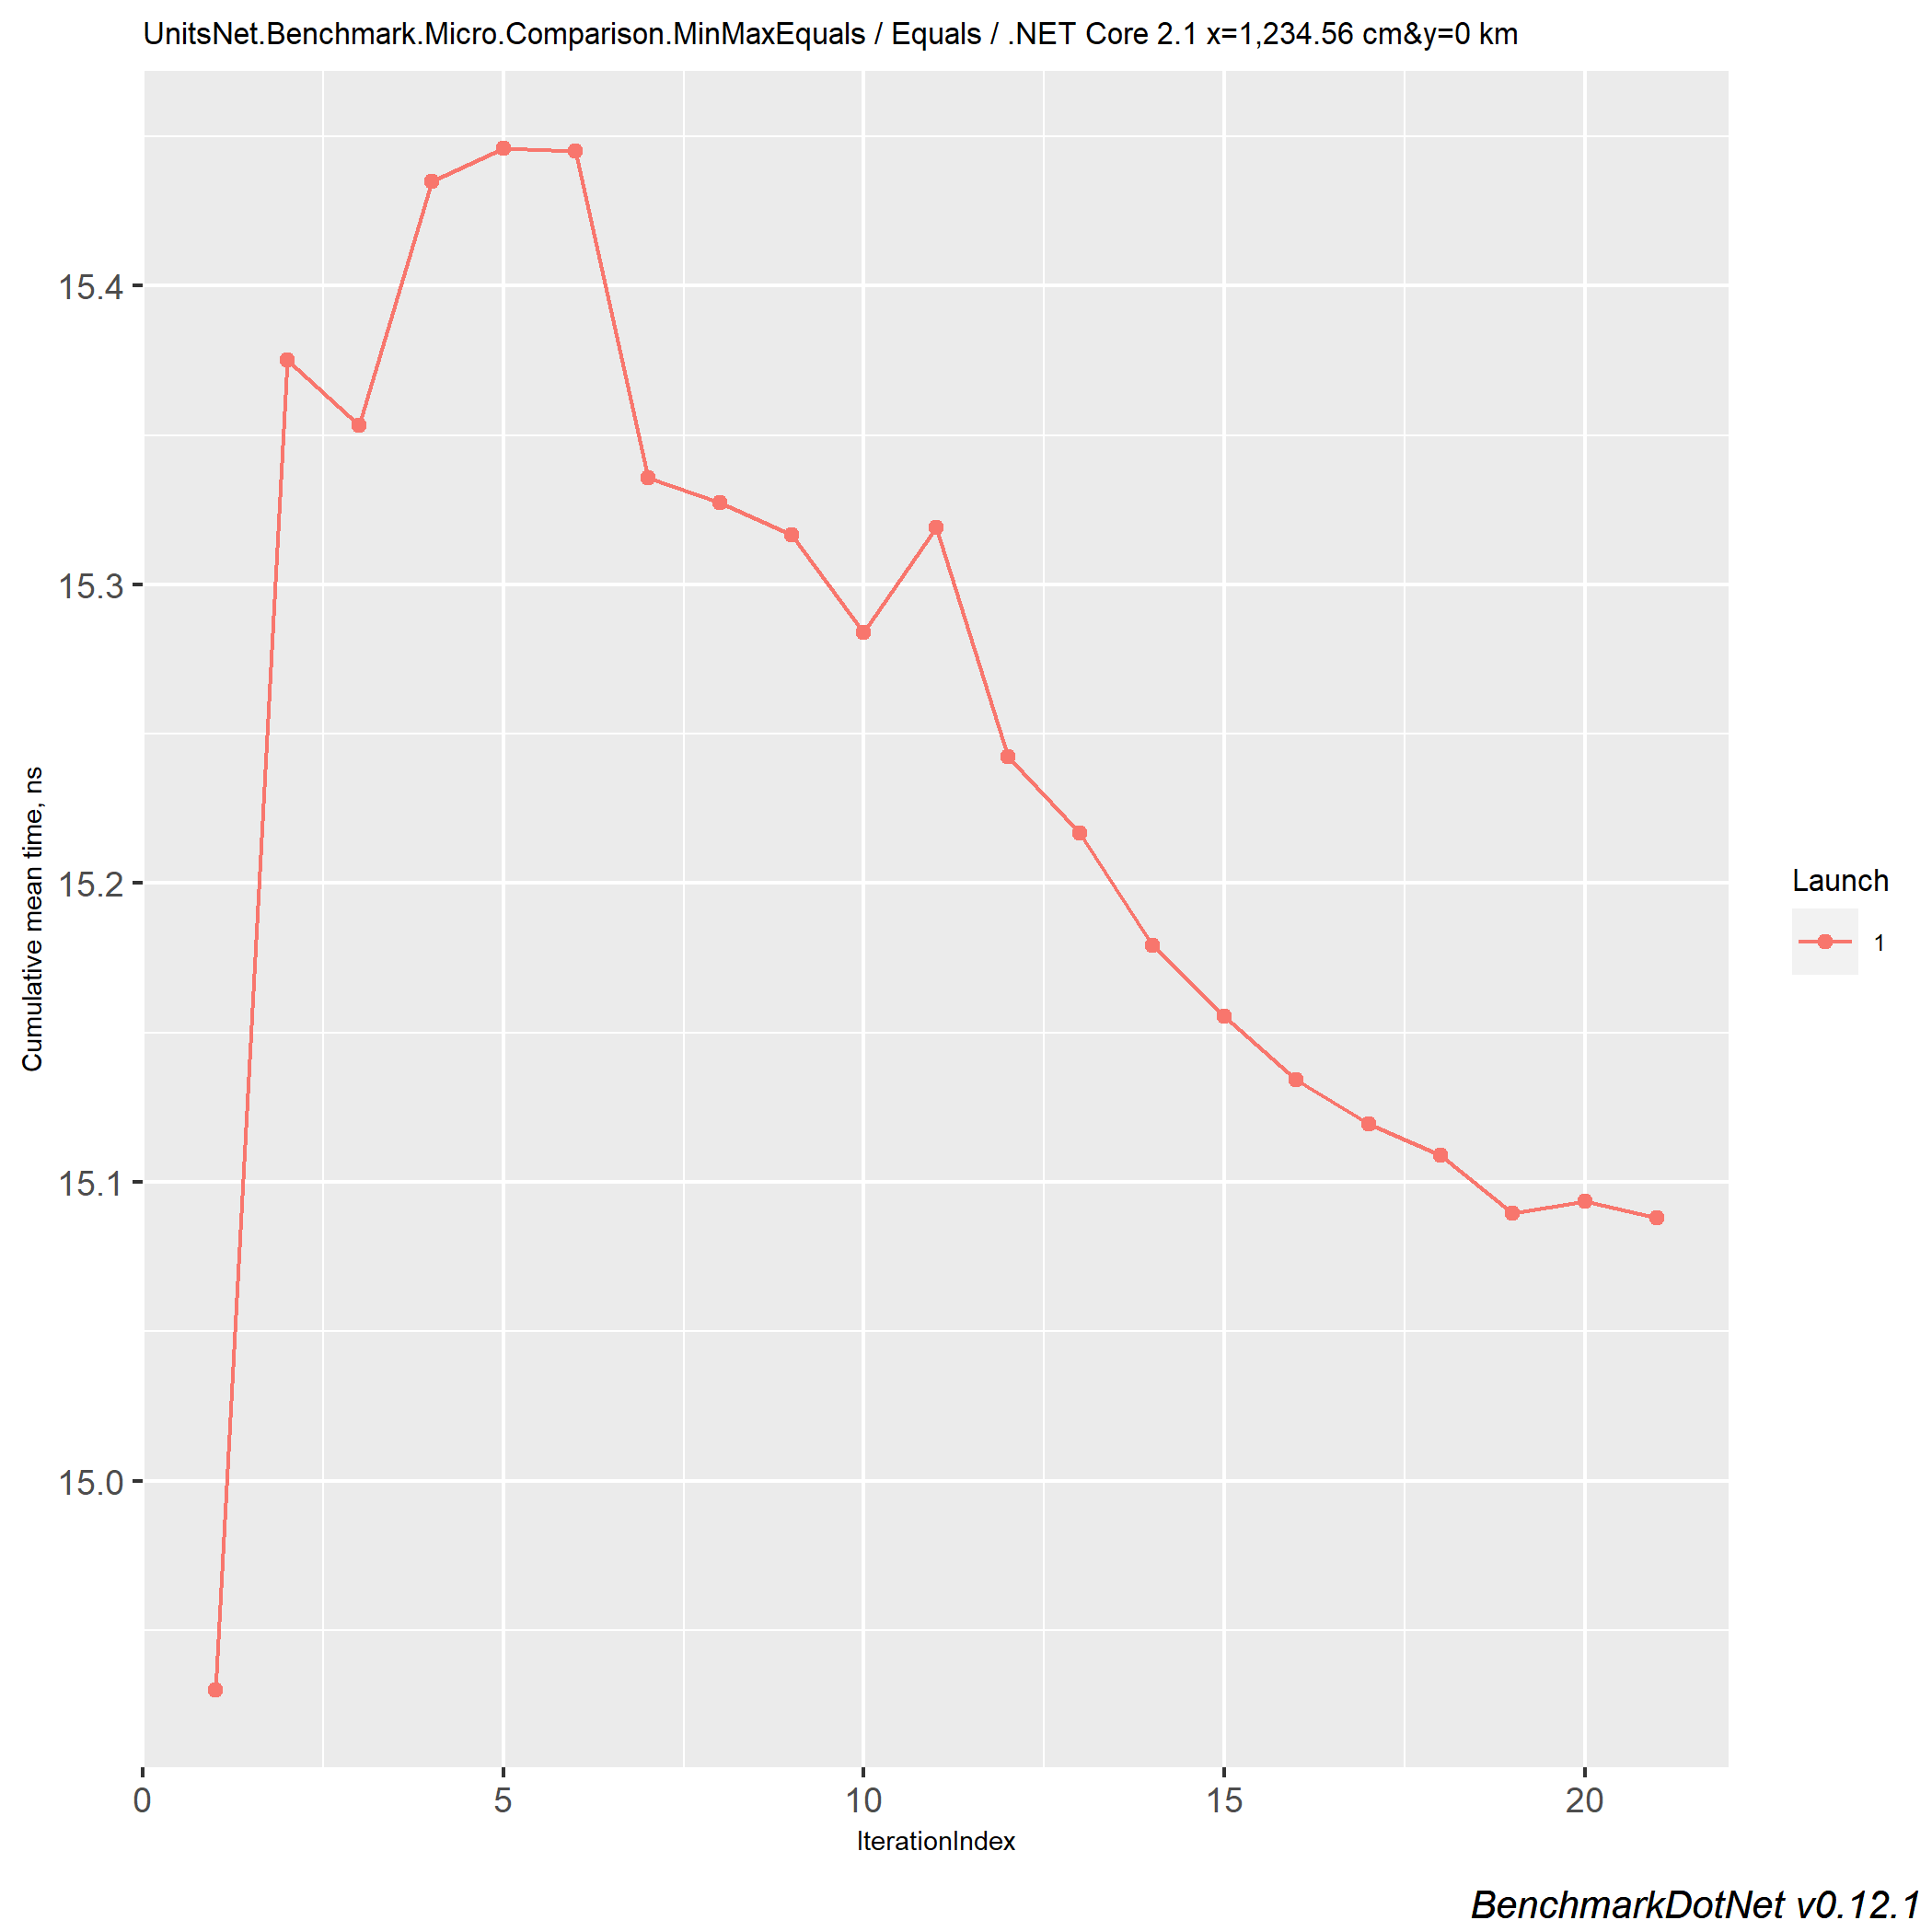 UnitsNet.Benchmark.Micro.Comparison.MinMaxEquals / Equals / .NET Core 2.1 x=1,234.56 cm&y=0 km
Cumulative mean time, ns
15.4
15.3
15.2
15.1
15.0
0 5 10 15 20
IterationIndex
Launch
1
BenchmarkDotNet v0.12.1